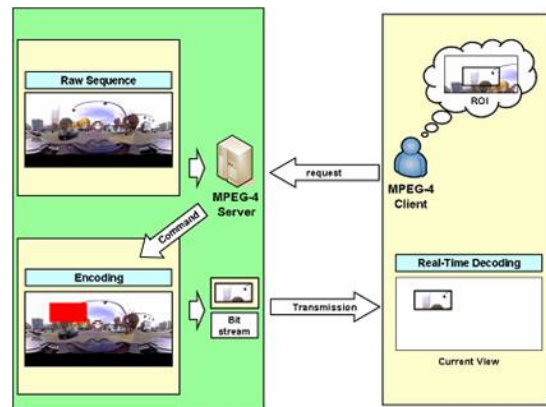 Raw Sequence
ROI
MPEG-4
Server
request
MPEG-4
Client
Command
Encoding
Real-Time Decoding
Bit
stream
Transmission
Current View